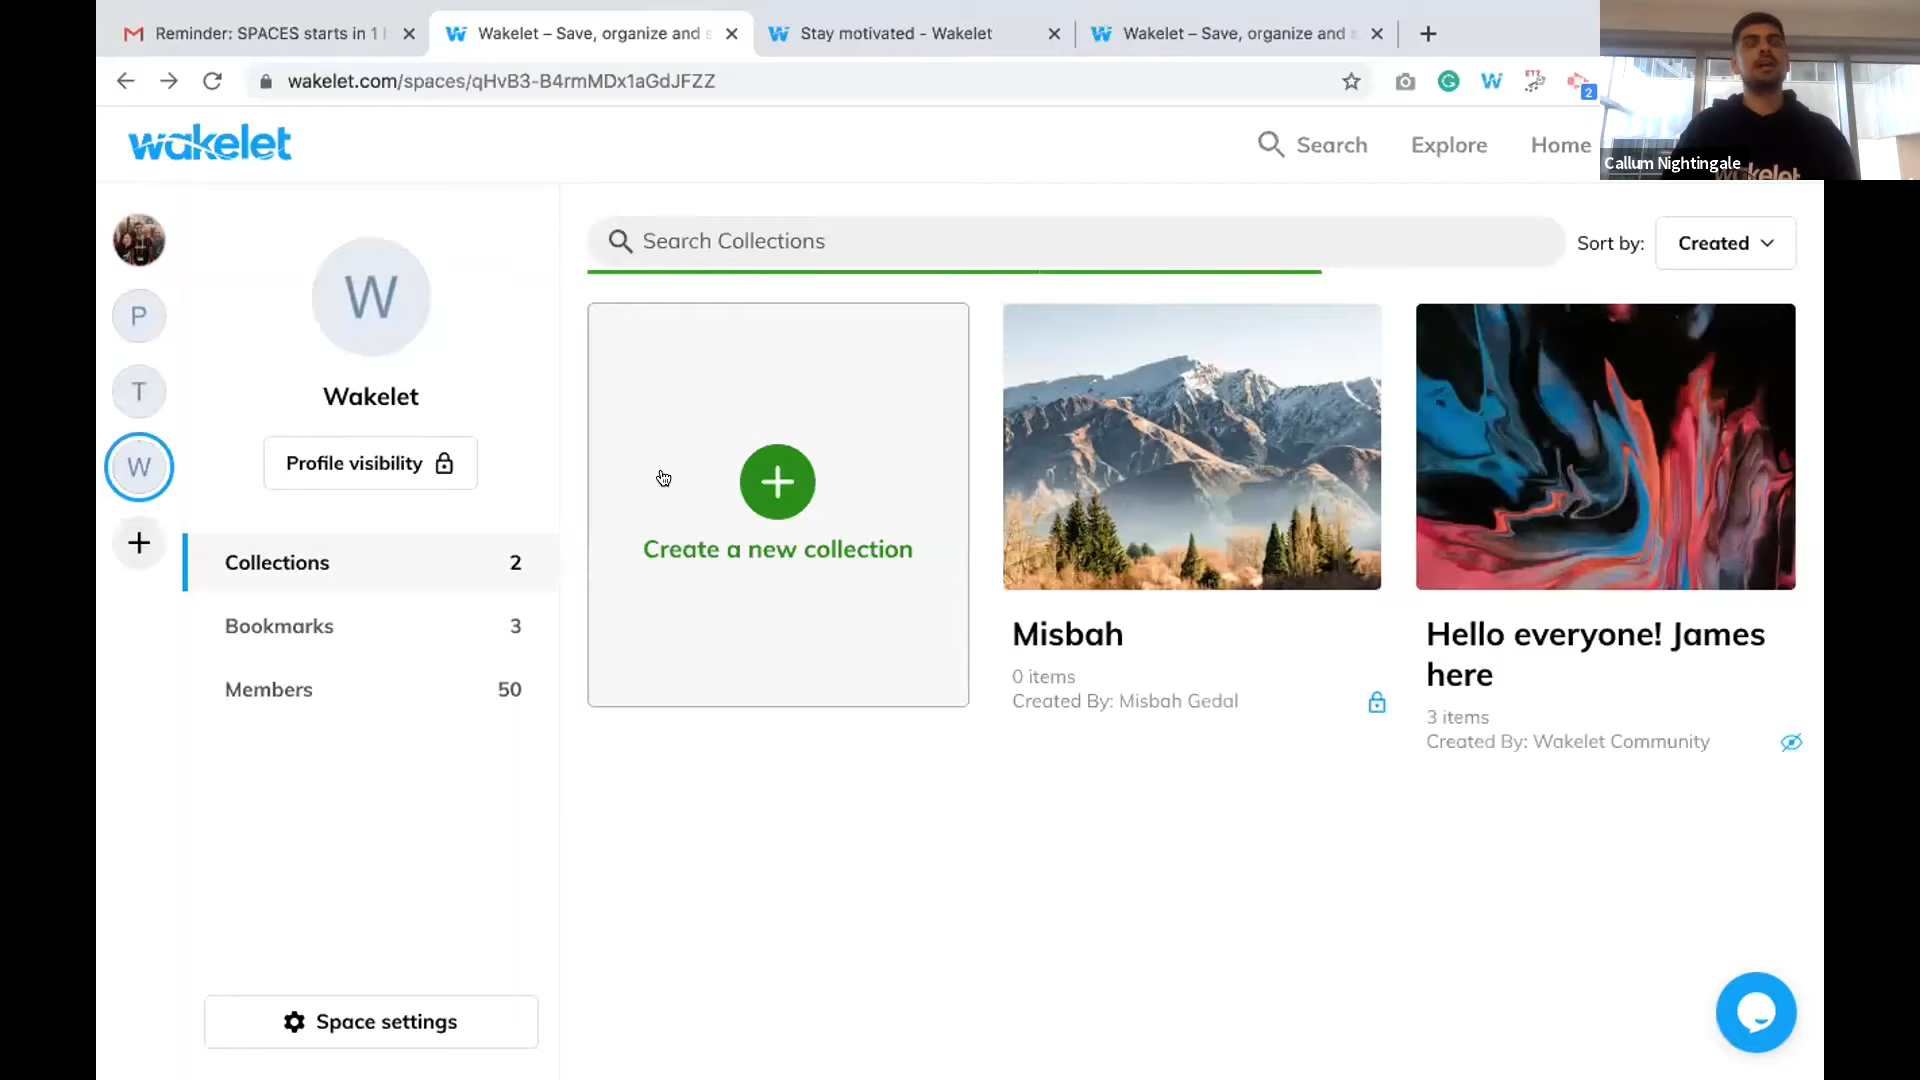 Reminder: SPACES starts in 1
Wakelet – Save, organize and
Stay motivated - Wakelet
Wakelet – Save, organize and
wakelet.com/spaces/qHvB3-B4rmMDx1aGdJFZZ
W
2
wakelet
Search
Explore
Home
Callum Nightingale
wakelet
Search Collections
Sort by:
Created
P
T
W
W
Wakelet
Profile visibility
Collections 2
Bookmarks 3
Members 50
Space settings
Create a new collection
Misbah
0 items
Created By: Misbah Gedal
Hello everyone! James
here
3 items
Created By: Wakelet Community